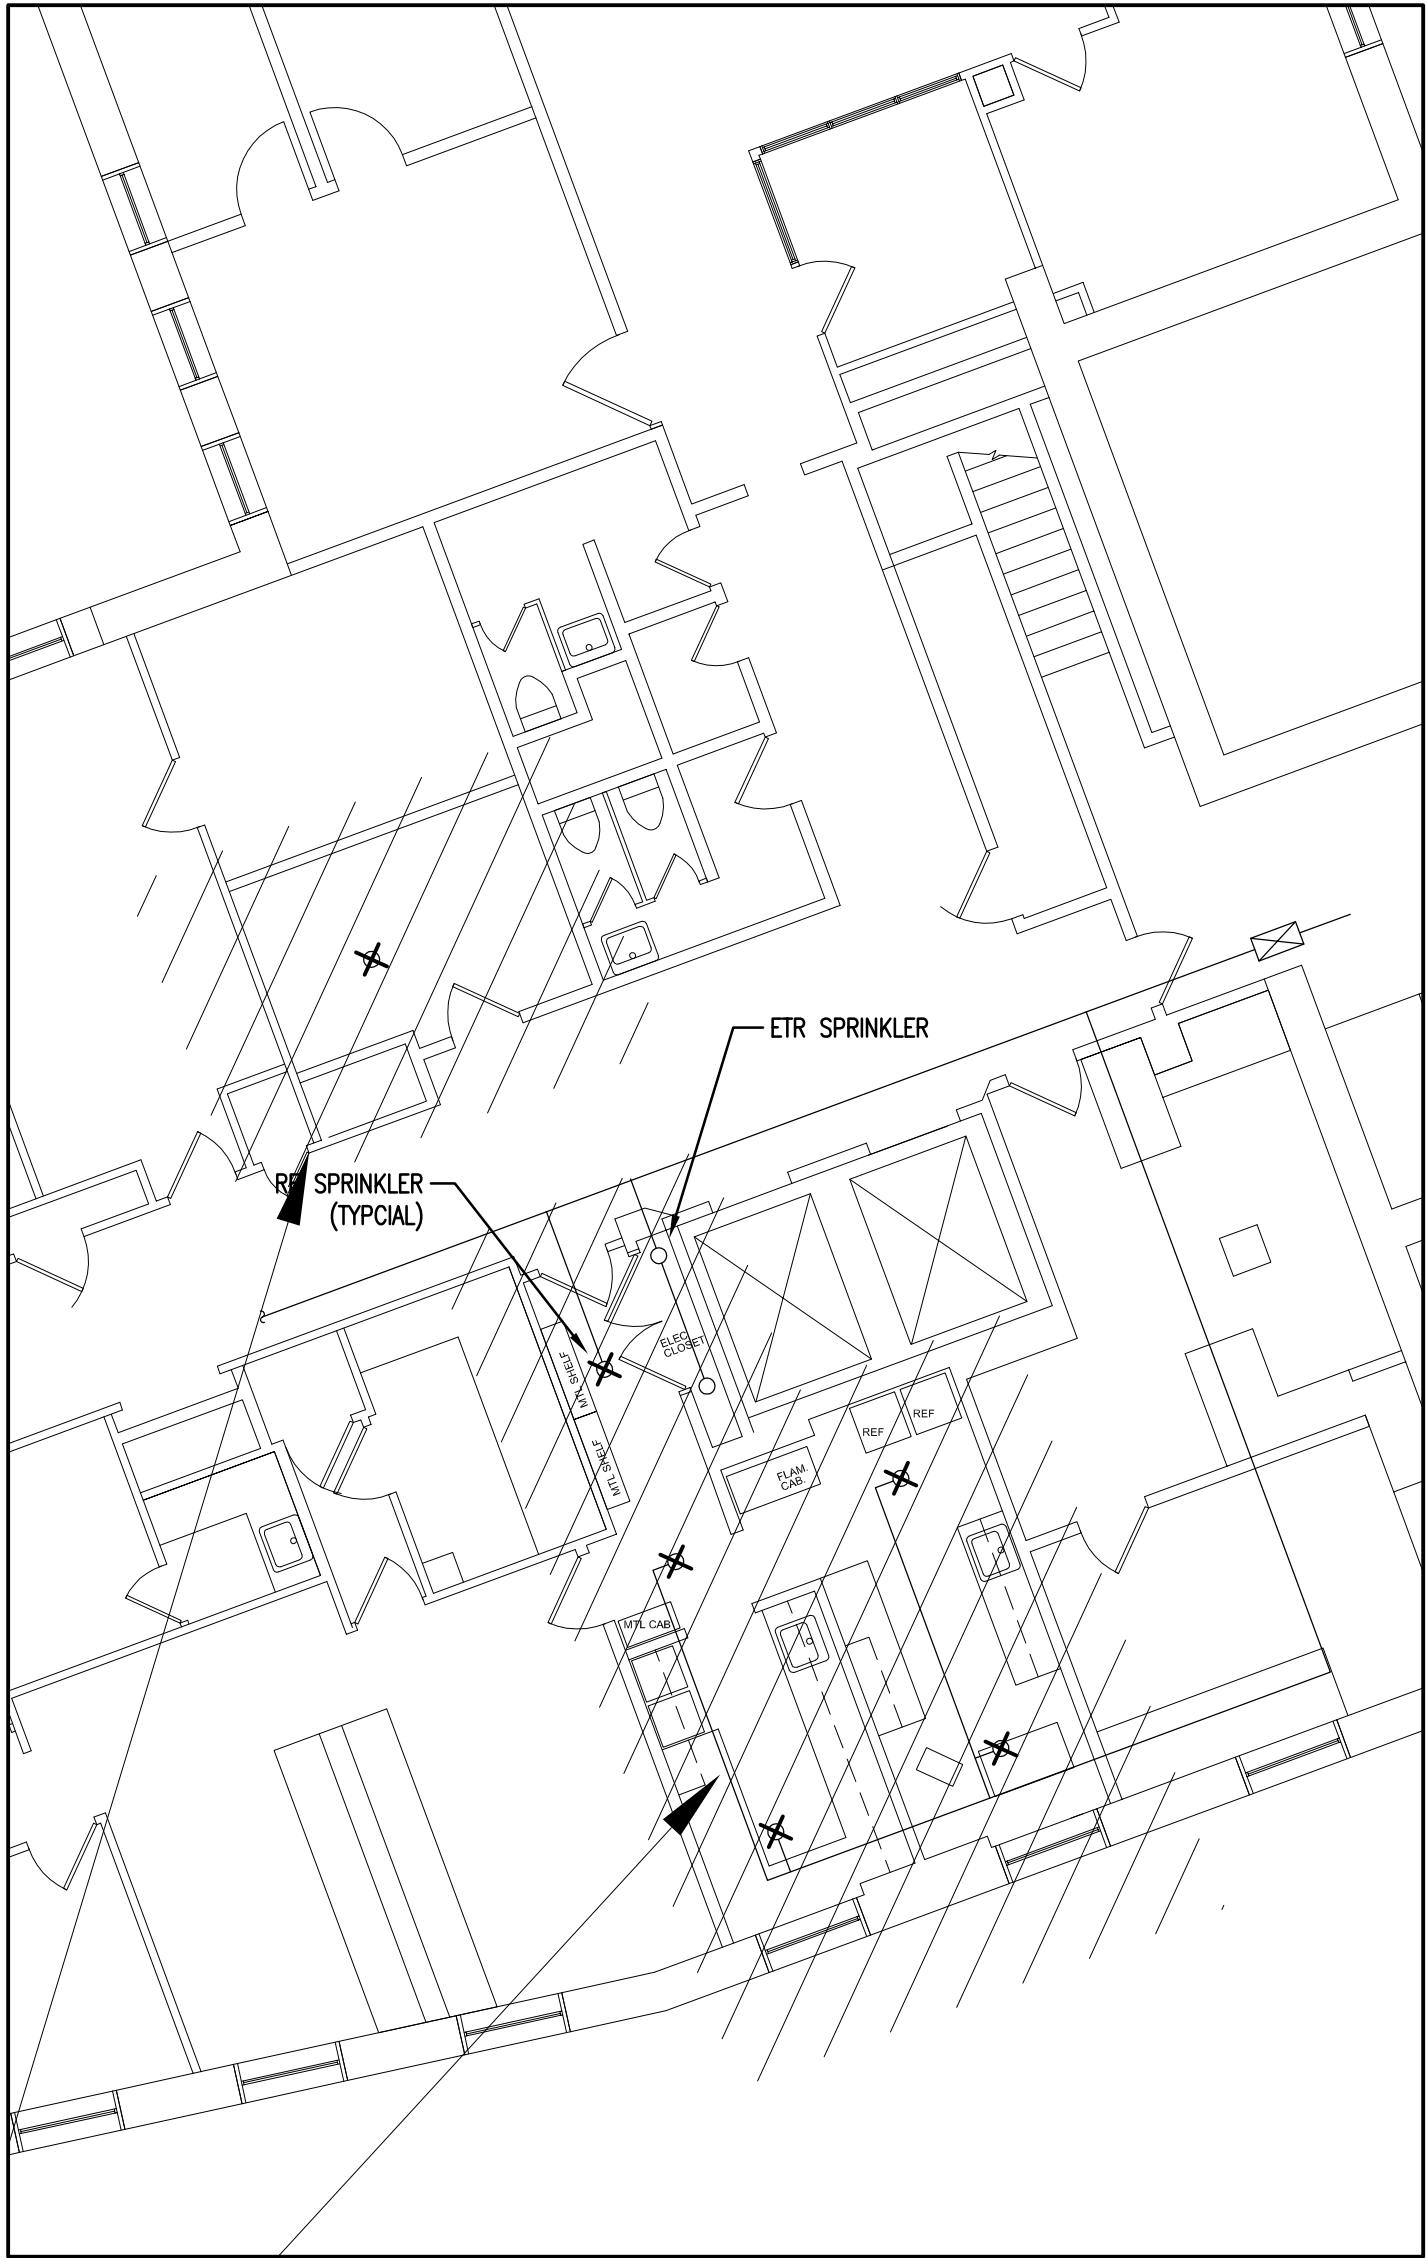 ETR SPRINKLER
SPRINKLER
(TYPCIAL)
ELEC.
CLOSET
MTL SHELF
MTL SHELF
REF
REF
FLAM.
CAB.
MTL CAB